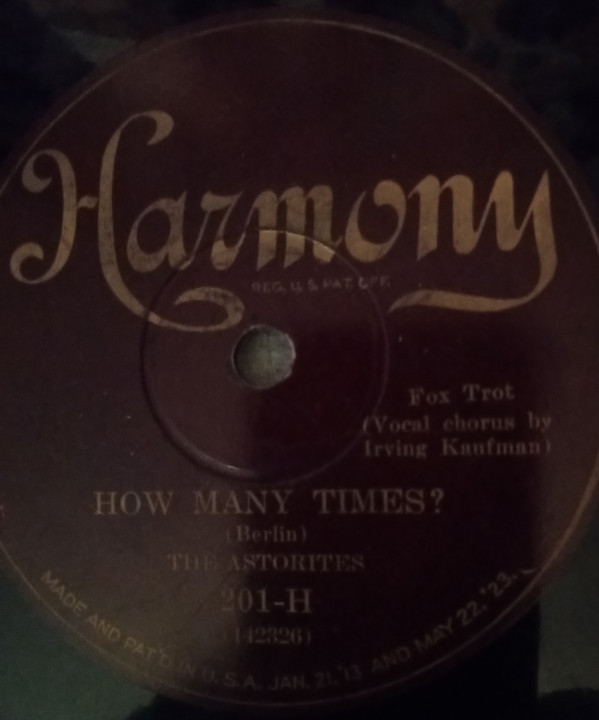 Harmony
REG. U.S. PAT. OFF.
Fox Trot
(Vocal chorus by
Irving Kaufman)
HOW MANY TIMES?
(Berlin)
THE ASTORITES
201-H
(142326)
MADE AND PAT'D IN U.S.A. JAN. 21,'13 AND MAY 22,'23.